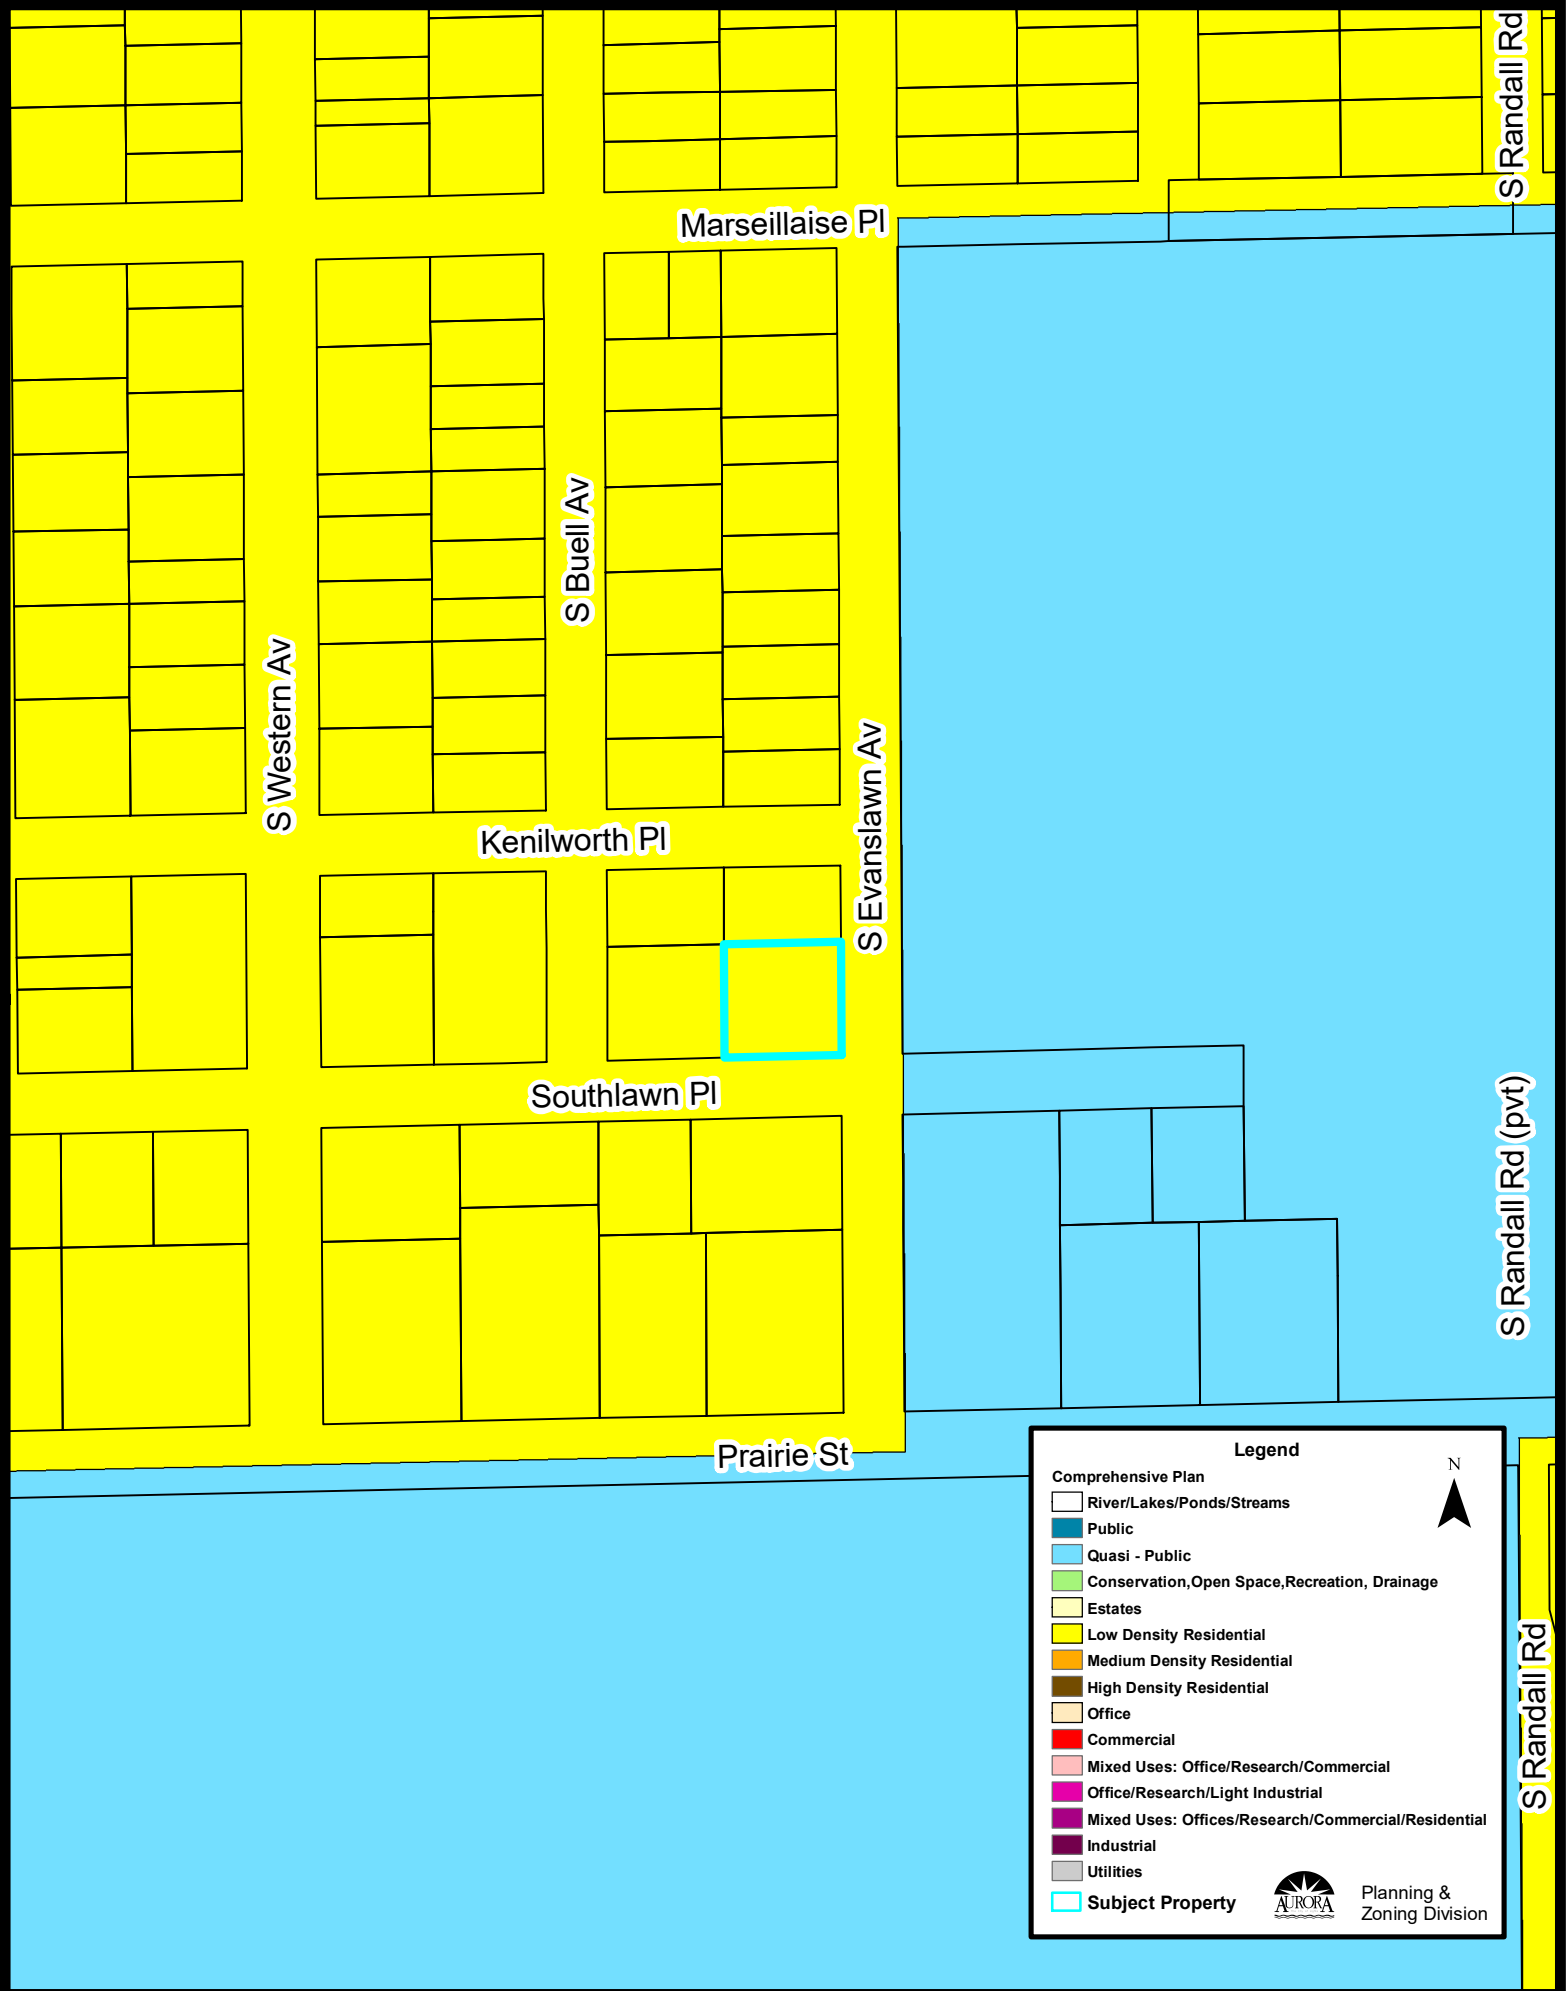 S Randall Rd
Marseillaise Pl
S Buell Av
S Western Av
S Evanslawn Av
Kenilworth Pl
Southlawn Pl
S Randall Rd (pvt)
Prairie St
S Randall Rd
Legend
N
Comprehensive Plan
River/Lakes/Ponds/Streams
Public
Quasi - Public
Conservation,Open Space,Recreation, Drainage
Estates
Low Density Residential
Medium Density Residential
High Density Residential
Office
Commercial
Mixed Uses: Office/Research/Commercial
Office/Research/Light Industrial
Mixed Uses: Offices/Research/Commercial/Residential
Industrial
Utilities
Subject Property
AURORA
Planning &
Zoning Division